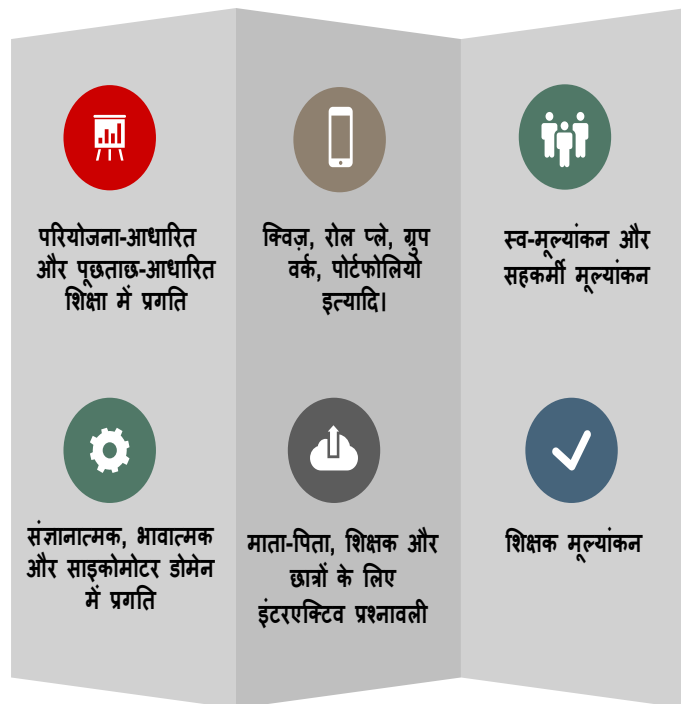 परियोजना-आधारित
और पूछताछ-आधारित
शिक्षा में प्रगति
क्विज़, रोल प्ले, ग्रुप
वर्क, पोर्टफोलियो
इत्यादि।
स्व-मूल्यांकन और
सहकर्मी मूल्यांकन
संज्ञानात्मक, भावात्मक
और साइकोमोटर डोमेन
में प्रगति
माता-पिता, शिक्षक और
छात्रों के लिए
इंटरएक्टिव प्रश्नावली
शिक्षक मूल्यांकन